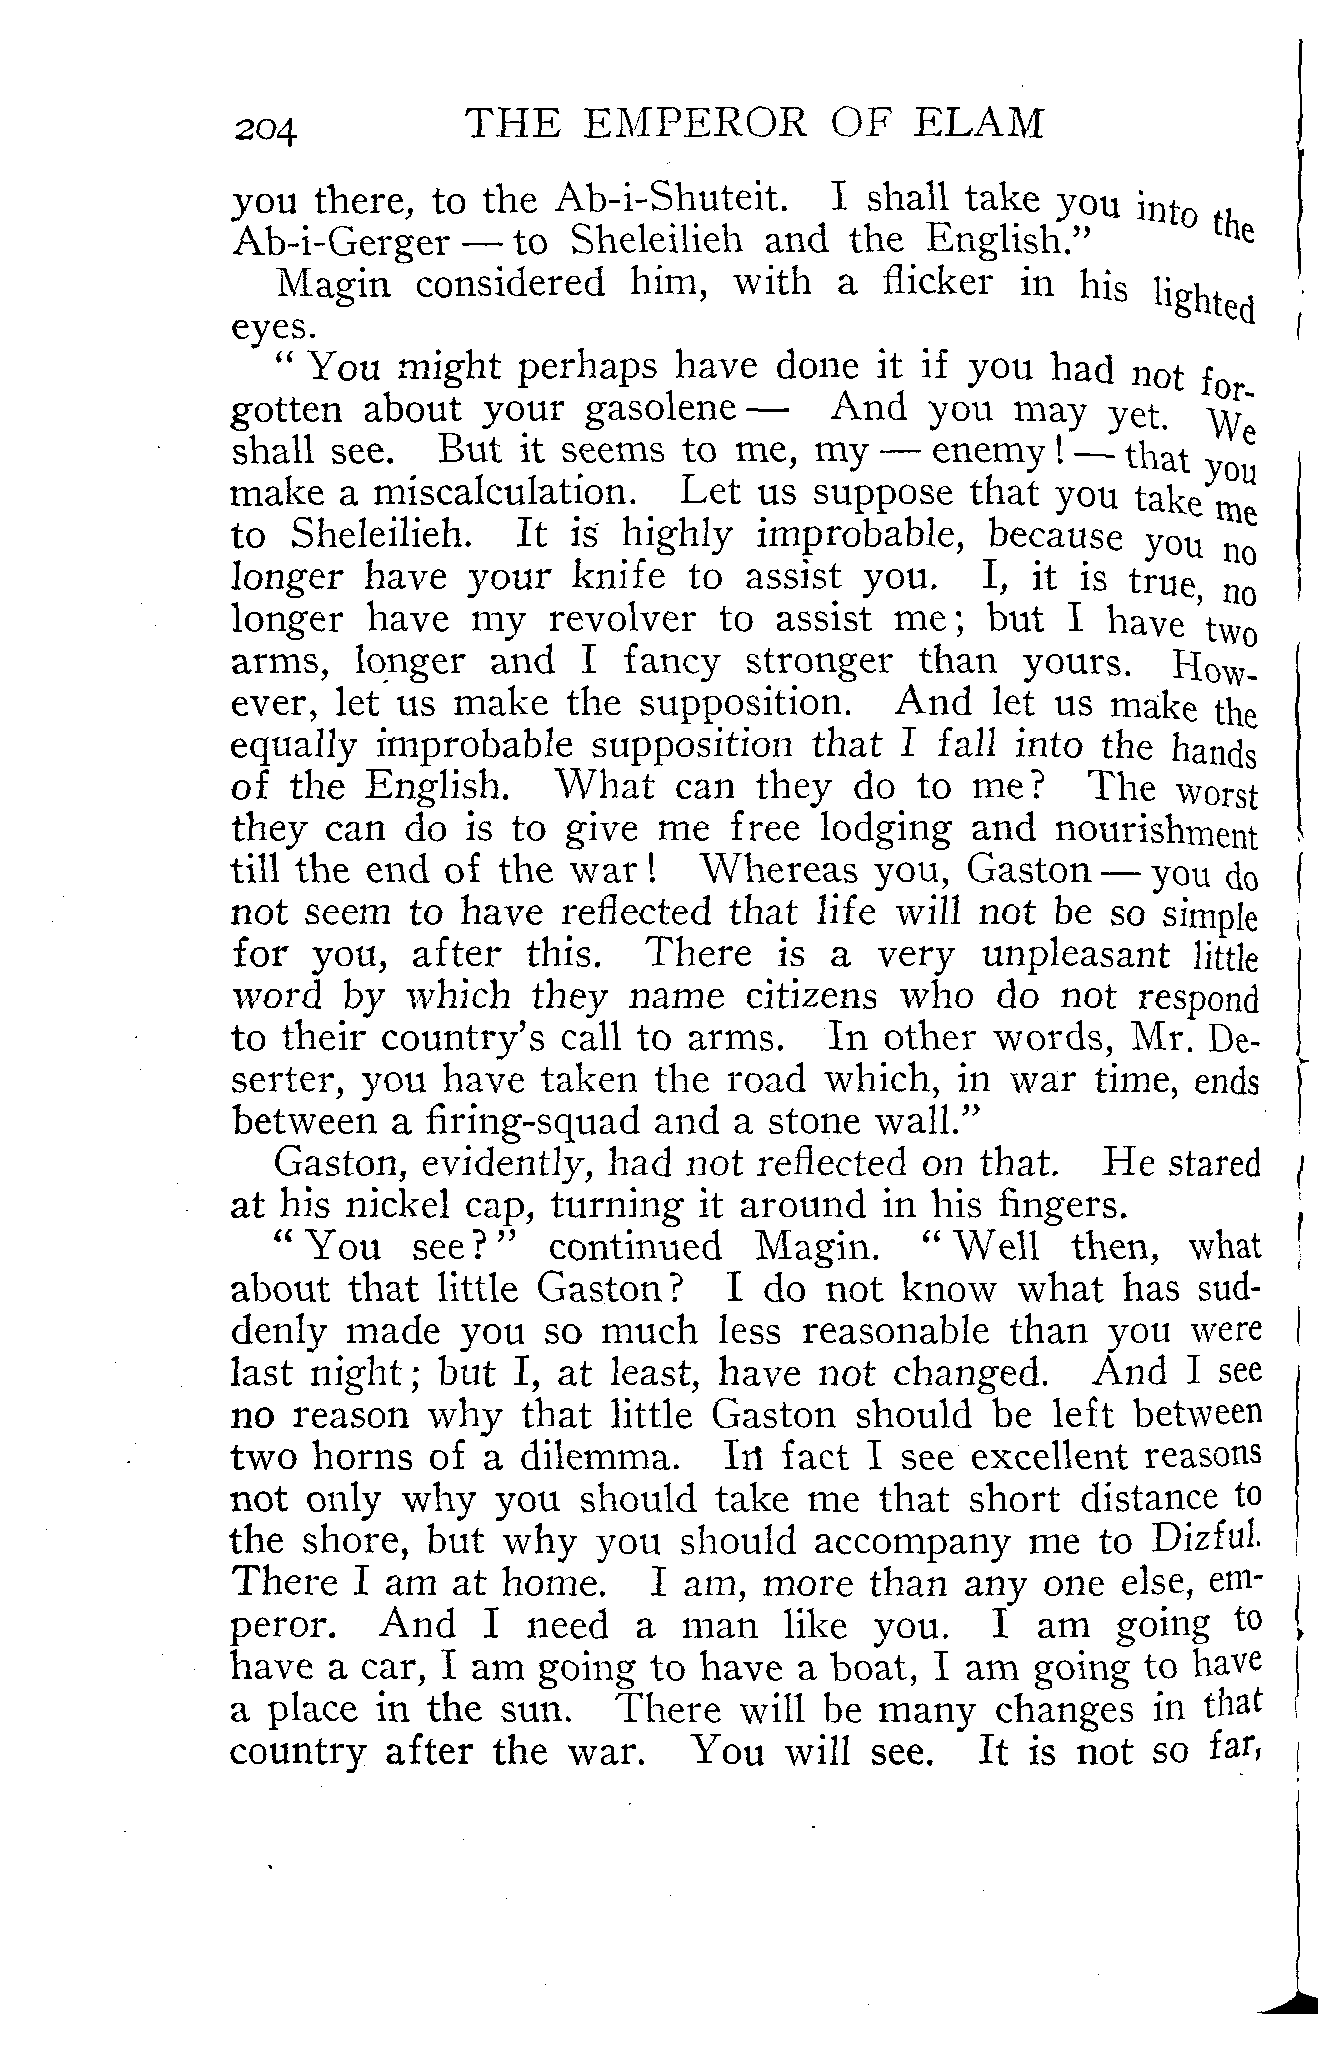 204 THE EMPEROR OF ELAM
you there, to the Ab-i-Shuteit. I shall take you into the
Ab-i-Gerger — to Sheleilieh and the English.”
Magin considered him, with a flicker in his lighted
eyes.
“ You might perhaps have done it if you had not for-
gotten about your gasolene — And you may yet. We
shall see. But it seems to me, my — enemy ! — that you
make a miscalculation. Let us suppose that you take me
to Sheleilieh. It is highly improbable, because you no
longer have your knife to assist you. I, it is true, no
longer have my revolver to assist me ; but I have two
arms, longer and I fancy stronger than yours. How-
ever, let us make the supposition. And let us make the
equally improbable supposition that I fall into the hands
of the English. What can they do to me? The worst
they can do is to give me free lodging and nourishment
till the end of the war ! Whereas you, Gaston — you do
not seem to have reflected that life will not be so simple
for you, after this. There is a very unpleasant little
word by which they name citizens who do not respond
to their country’s call to arms. In other words, Mr. De-
serter, you have taken the road which, in war time, ends
between a firing-squad and a stone wall.”
Gaston, evidently, had not reflected on that. He stared
at his nickel cap, turning it around in his fingers.
“ You see? ” continued Magin. “ Well then, what
about that little Gaston? I do not know what has sud-
denly made you so much less reasonable than you were
last night ; but I, at least, have not changed. And I see
no reason why that little Gaston should be left between
two horns of a dilemma. In fact I see excellent reasons
not only why you should take me that short distance to
the shore, but why you should accompany me to Dizful.
There I am at home. I am, more than any one else, em-
peror. And I need a man like you. I am going to
have a car, I am going to have a boat, I am going to have
a place in the sun. There will be many changes in that
country after the war. You will see. It is not so far,